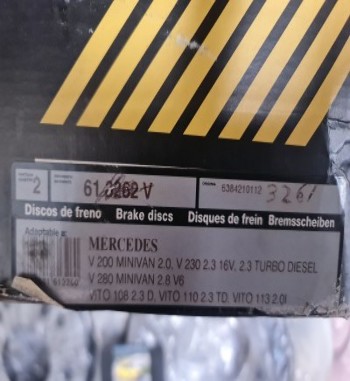 2 61.3262 V 6384210112 3261
Discos de freno Brake discs Disques de frein Bremsscheiben
Adaptable a:
MERCEDES
V 200 MINIVAN 2.0, V 230 2.3 16V, 2.3 TURBO DIESEL
V 280 MINIVAN 2.8 V6
VITO 108 2.3 D, VITO 110 2.3 TD, VITO 113 2.0I